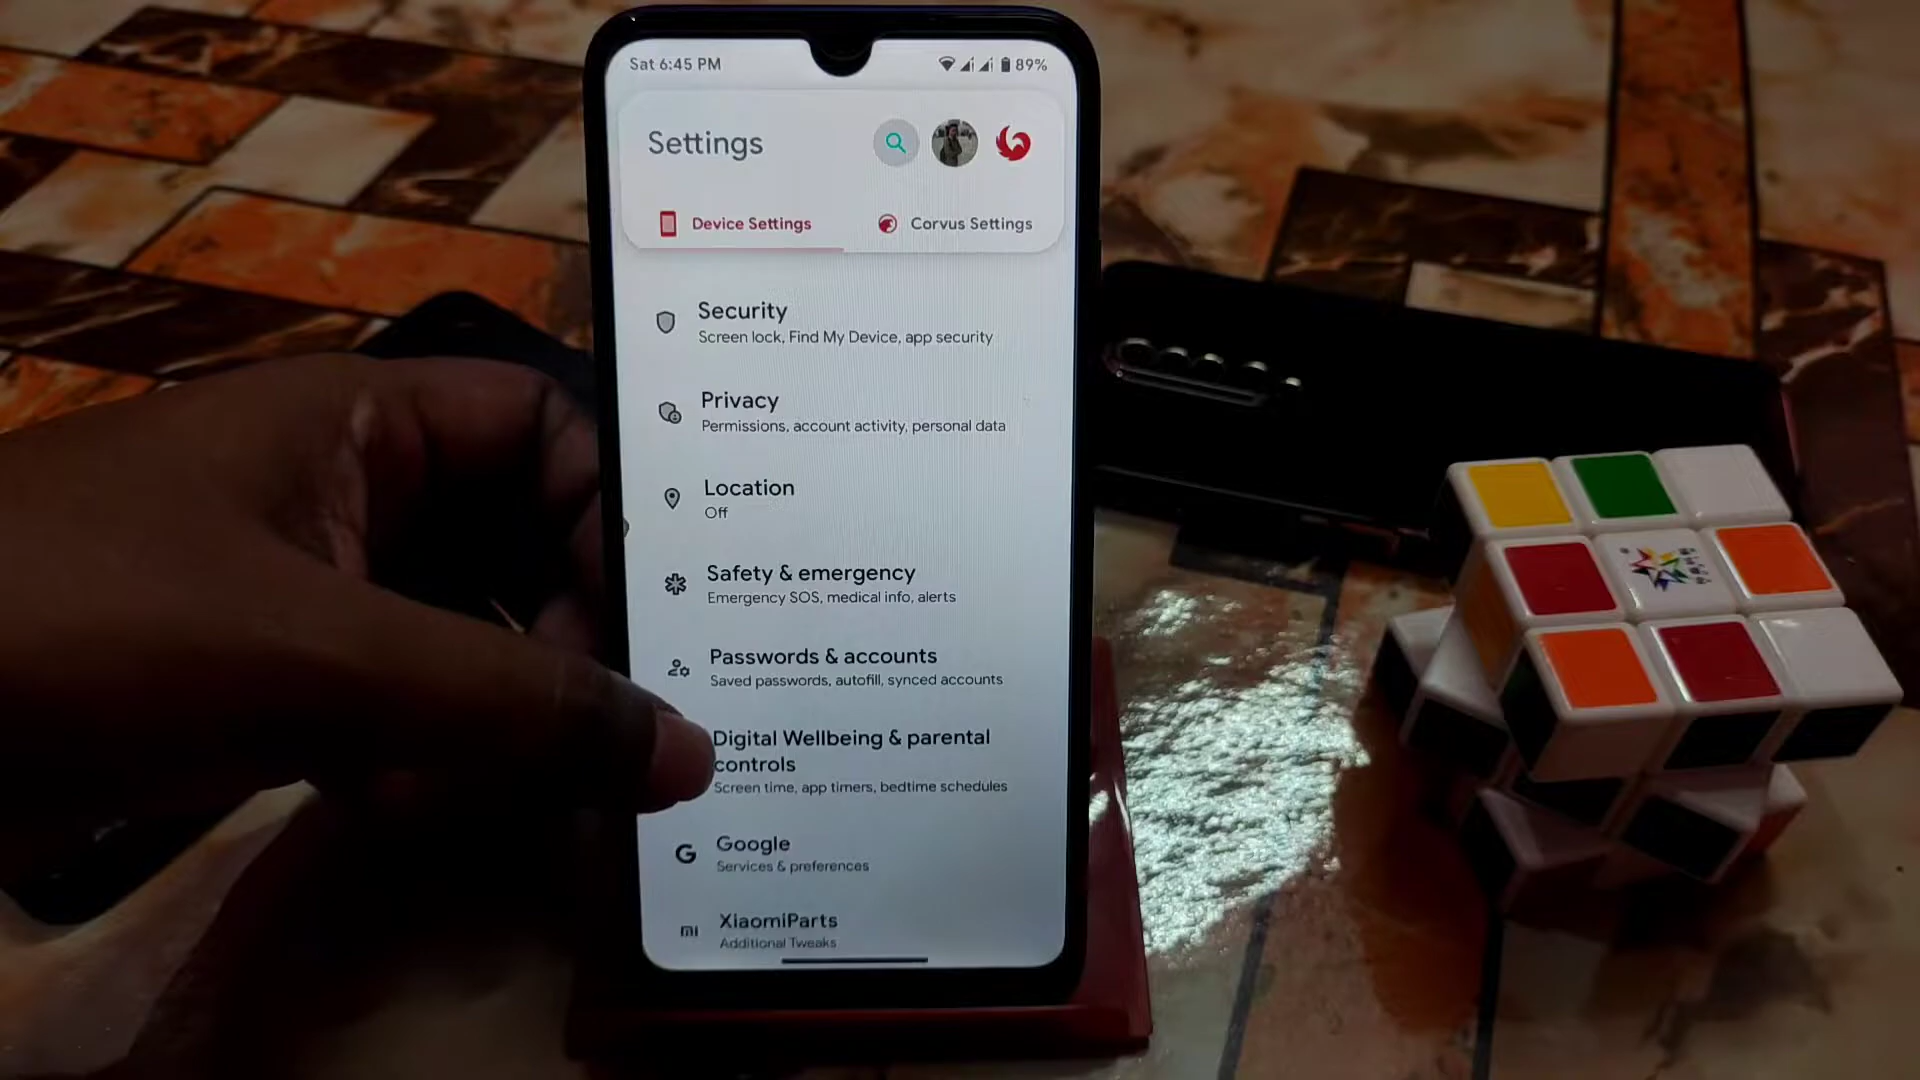 Sat 6:45 PM
89%
Settings
Device Settings
Corvus Settings
Security
Screen lock, Find My Device, app security
Privacy
Permissions, account activity, personal data
Location
Off
Safety & emergency
Emergency SOS, medical info, alerts
Passwords & accounts
Saved passwords, autofill, synced accounts
Digital Wellbeing & parental
controls
Screen time, app timers, bedtime schedules
G
Google
Services & preferences
mi
XiaomiParts
Additional Tweaks